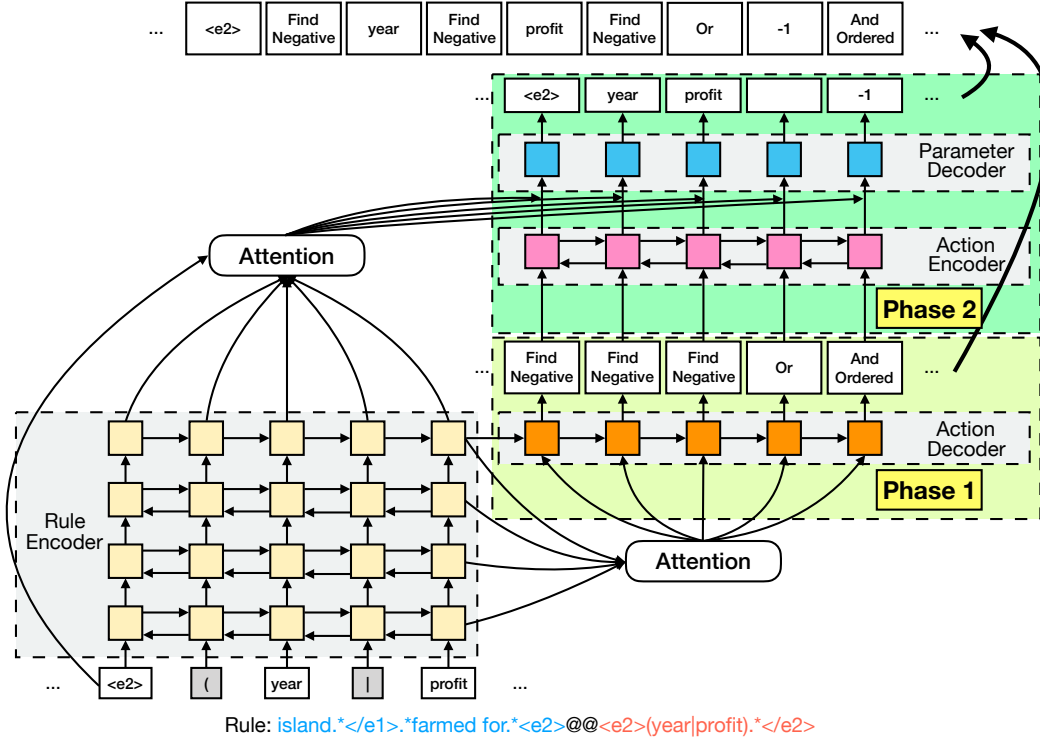 ... <e2> Find Negative year Find Negative profit Find Negative Or -1 And Ordered ...
... <e2> year profit -1 ...
Parameter
Decoder
Attention
Action
Encoder
Phase 2
... Find Negative Find Negative Find Negative Or And Ordered ...
Action
Decoder
Phase 1
Rule
Encoder
Attention
... <e2> ( year | profit ...
Rule: island.*</e1>.*farmed for.*<e2>@@<e2>(year|profit).*</e2>